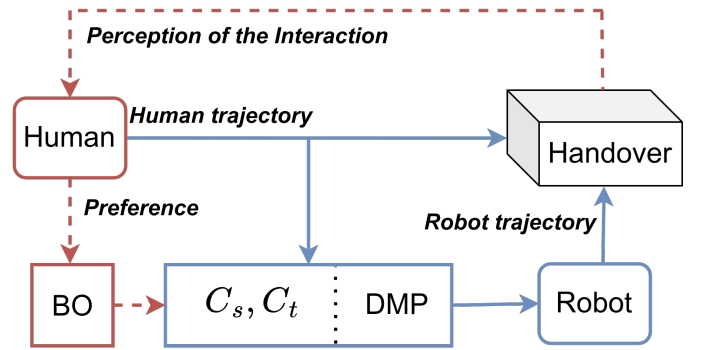 Perception of the Interaction
Human trajectory
Human
Handover
Preference
Robot trajectory
BO
C_s, C_t
DMP
Robot